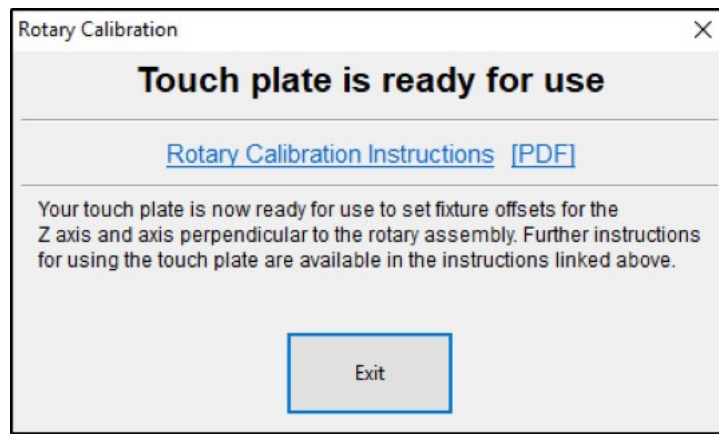 Rotary Calibration
Touch plate is ready for use
Rotary Calibration Instructions [PDF]
Your touch plate is now ready for use to set fixture offsets for the
Z axis and axis perpendicular to the rotary assembly. Further instructions
for using the touch plate are available in the instructions linked above.
Exit